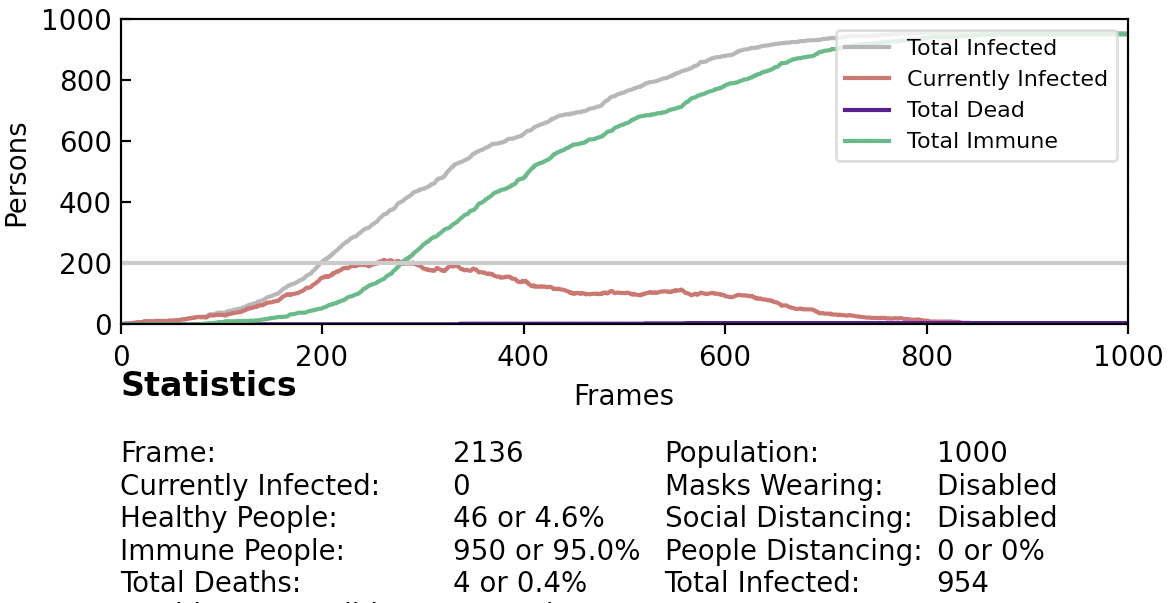 1000
800
600
400
200
0
Persons
Total Infected
Currently Infected
Total Dead
Total Immune
0 200 400 600 800 1000
Frames
Statistics
Frame: 2136 Population: 1000
Currently Infected: 0 Masks Wearing: Disabled
Healthy People: 46 or 4.6% Social Distancing: Disabled
Immune People: 950 or 95.0% People Distancing: 0 or 0%
Total Deaths: 4 or 0.4% Total Infected: 954